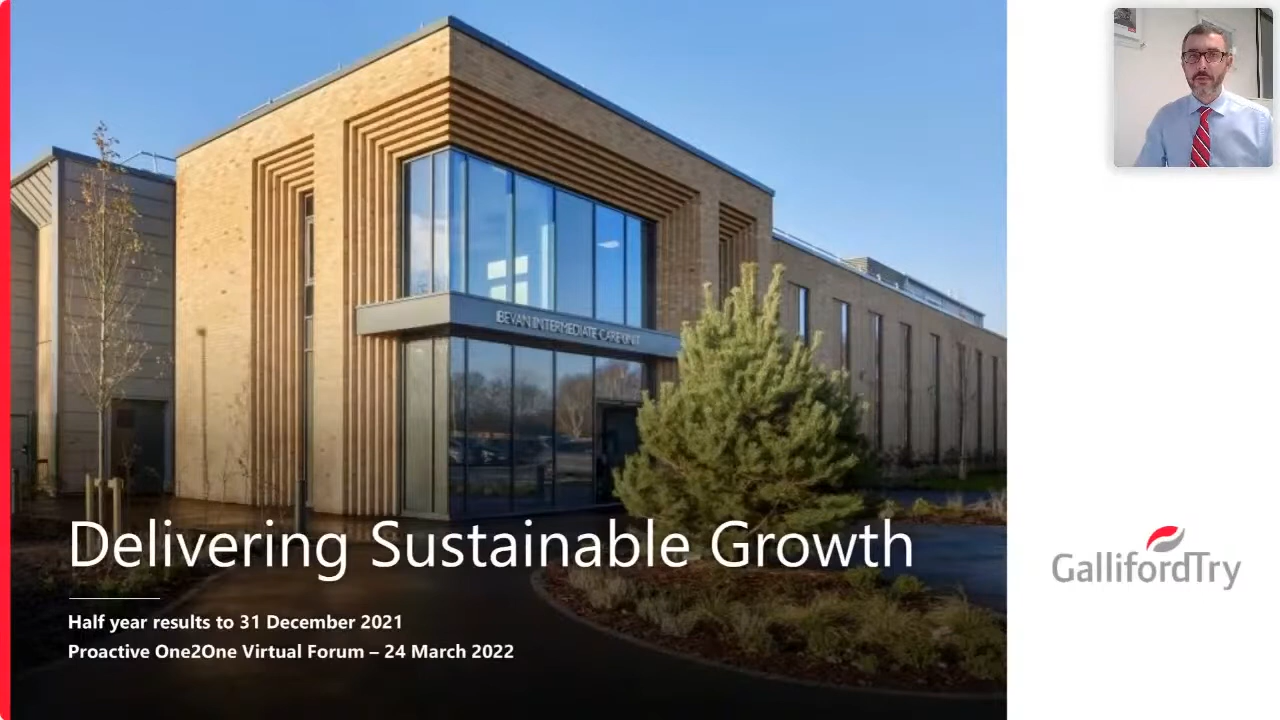 BEVAN INTERMEDIATE CARE UNIT
Delivering Sustainable Growth
Half year results to 31 December 2021
Proactive One2One Virtual Forum – 24 March 2022
GallifordTry